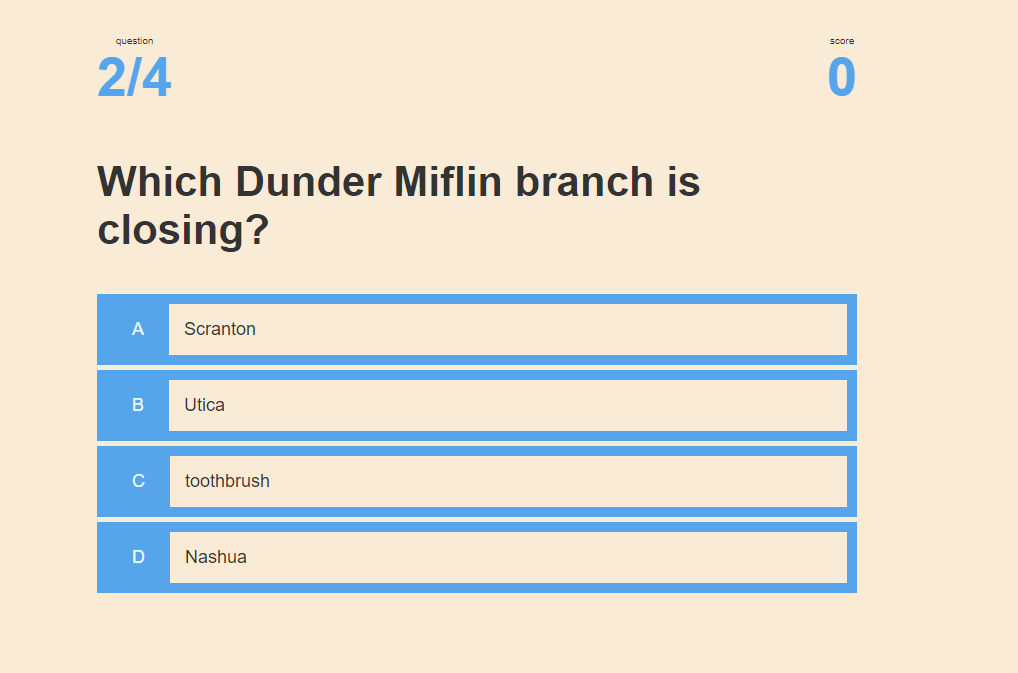 question
score
2/4
0
Which Dunder Miflin branch is
closing?
A
Scranton
B
Utica
C
toothbrush
D
Nashua